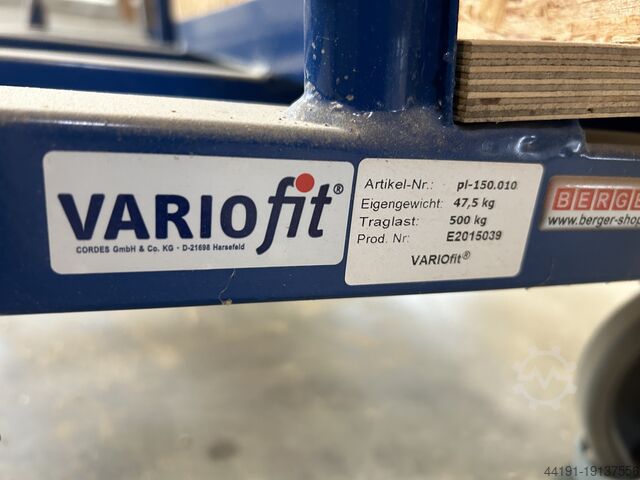 VARIOfit®
CORDES GmbH & Co. KG · D-21698 Harsefeld
Artikel-Nr.: pl-150.010
Eigengewicht: 47,5 kg
Traglast: 500 kg
Prod. Nr: E2015039
VARIOfit®
BERGE
www.berger-shop
44191-19137556